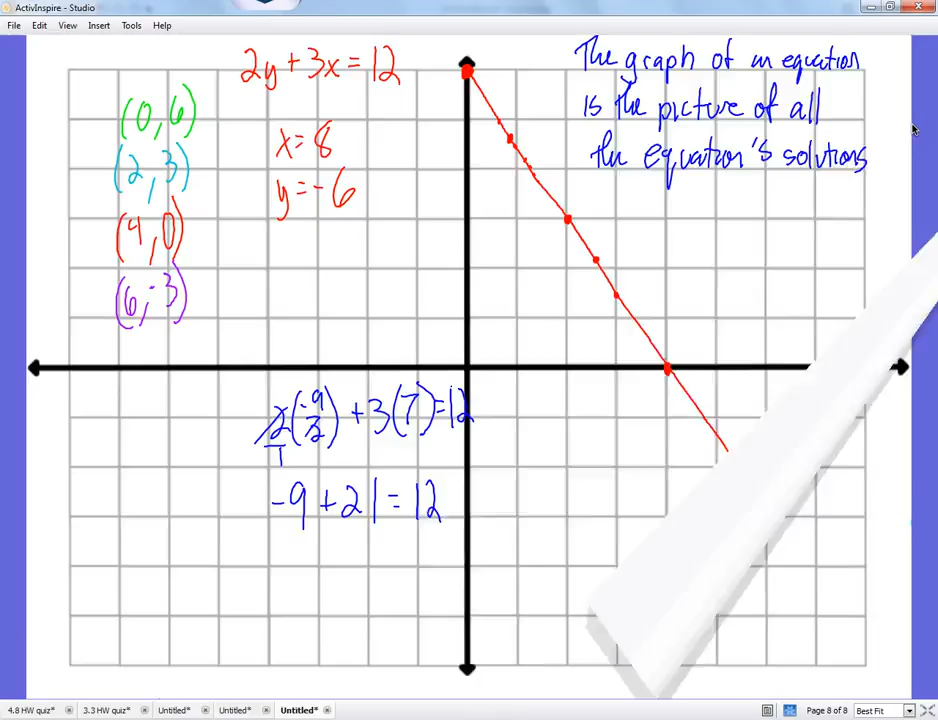 ActivInspire - Studio
File Edit View Insert Tools Help
2y + 3x = 12
The graph of an equation
is the picture of all
the equation's solutions
(0, 6)
(2, 3)
(4, 0)
(6, -3)
x = 8
y = -6
2(-9/2) + 3(7) = 12
1
-9 + 21 = 12
4.8 HW quiz* 3.3 HW quiz* Untitled* Untitled* Untitled* Page 8 of 8 Best Fit